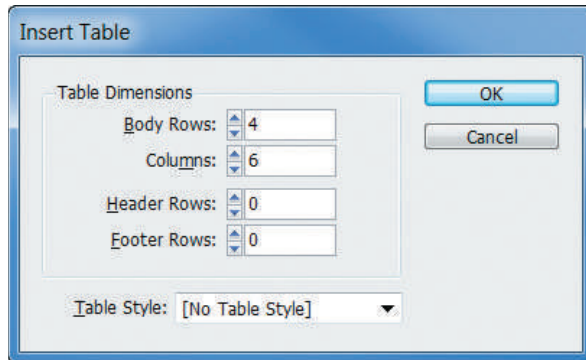 Insert Table
Table Dimensions
Body Rows: 4
Columns: 6
Header Rows: 0
Footer Rows: 0
Table Style: [No Table Style]
OK
Cancel